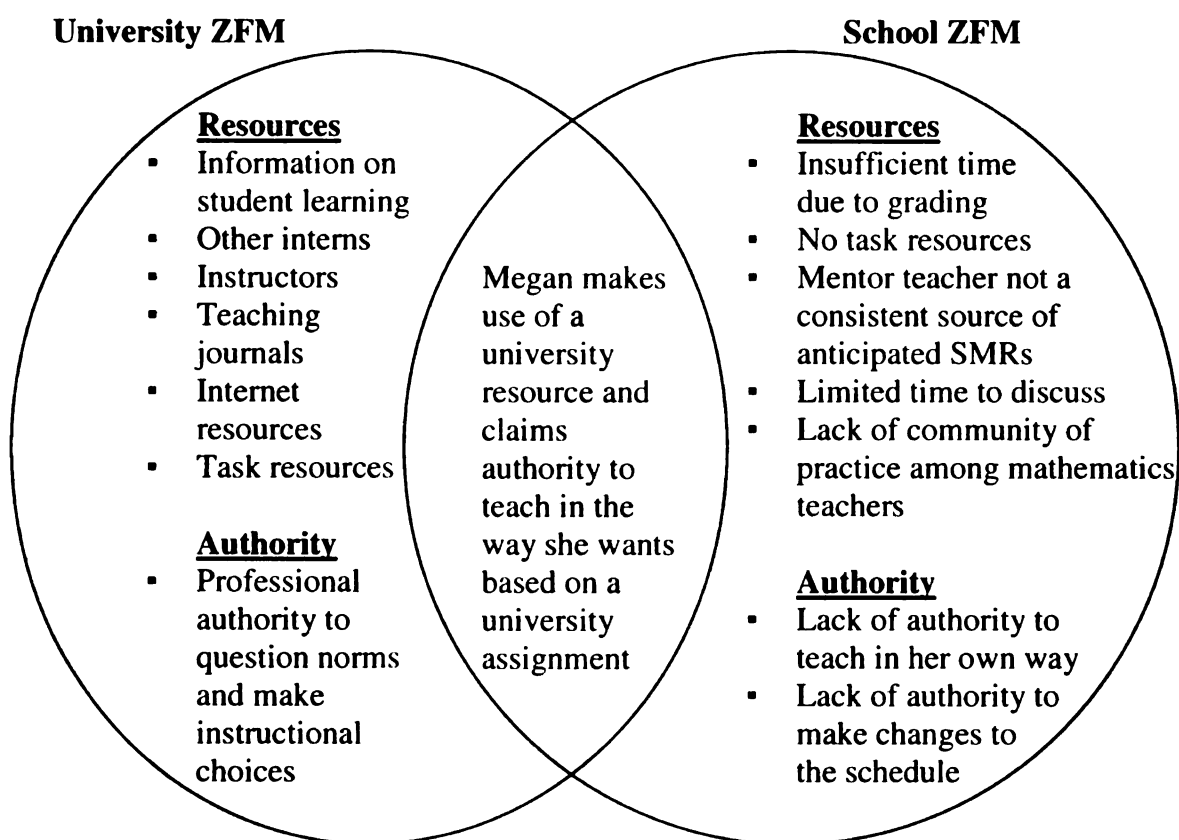 University ZFM
Resources
▪ Information on
student learning
▪ Other interns
▪ Instructors
▪ Teaching
journals
▪ Internet
resources
▪ Task resources
Authority
▪ Professional
authority to
question norms
and make
instructional
choices
Megan makes
use of a
university
resource and
claims
authority to
teach in the
way she wants
based on a
university
assignment
School ZFM
Resources
▪ Insufficient time
due to grading
▪ No task resources
▪ Mentor teacher not a
consistent source of
anticipated SMRs
▪ Limited time to discuss
▪ Lack of community of
practice among mathematics
teachers
Authority
▪ Lack of authority to
teach in her own way
▪ Lack of authority to
make changes to
the schedule